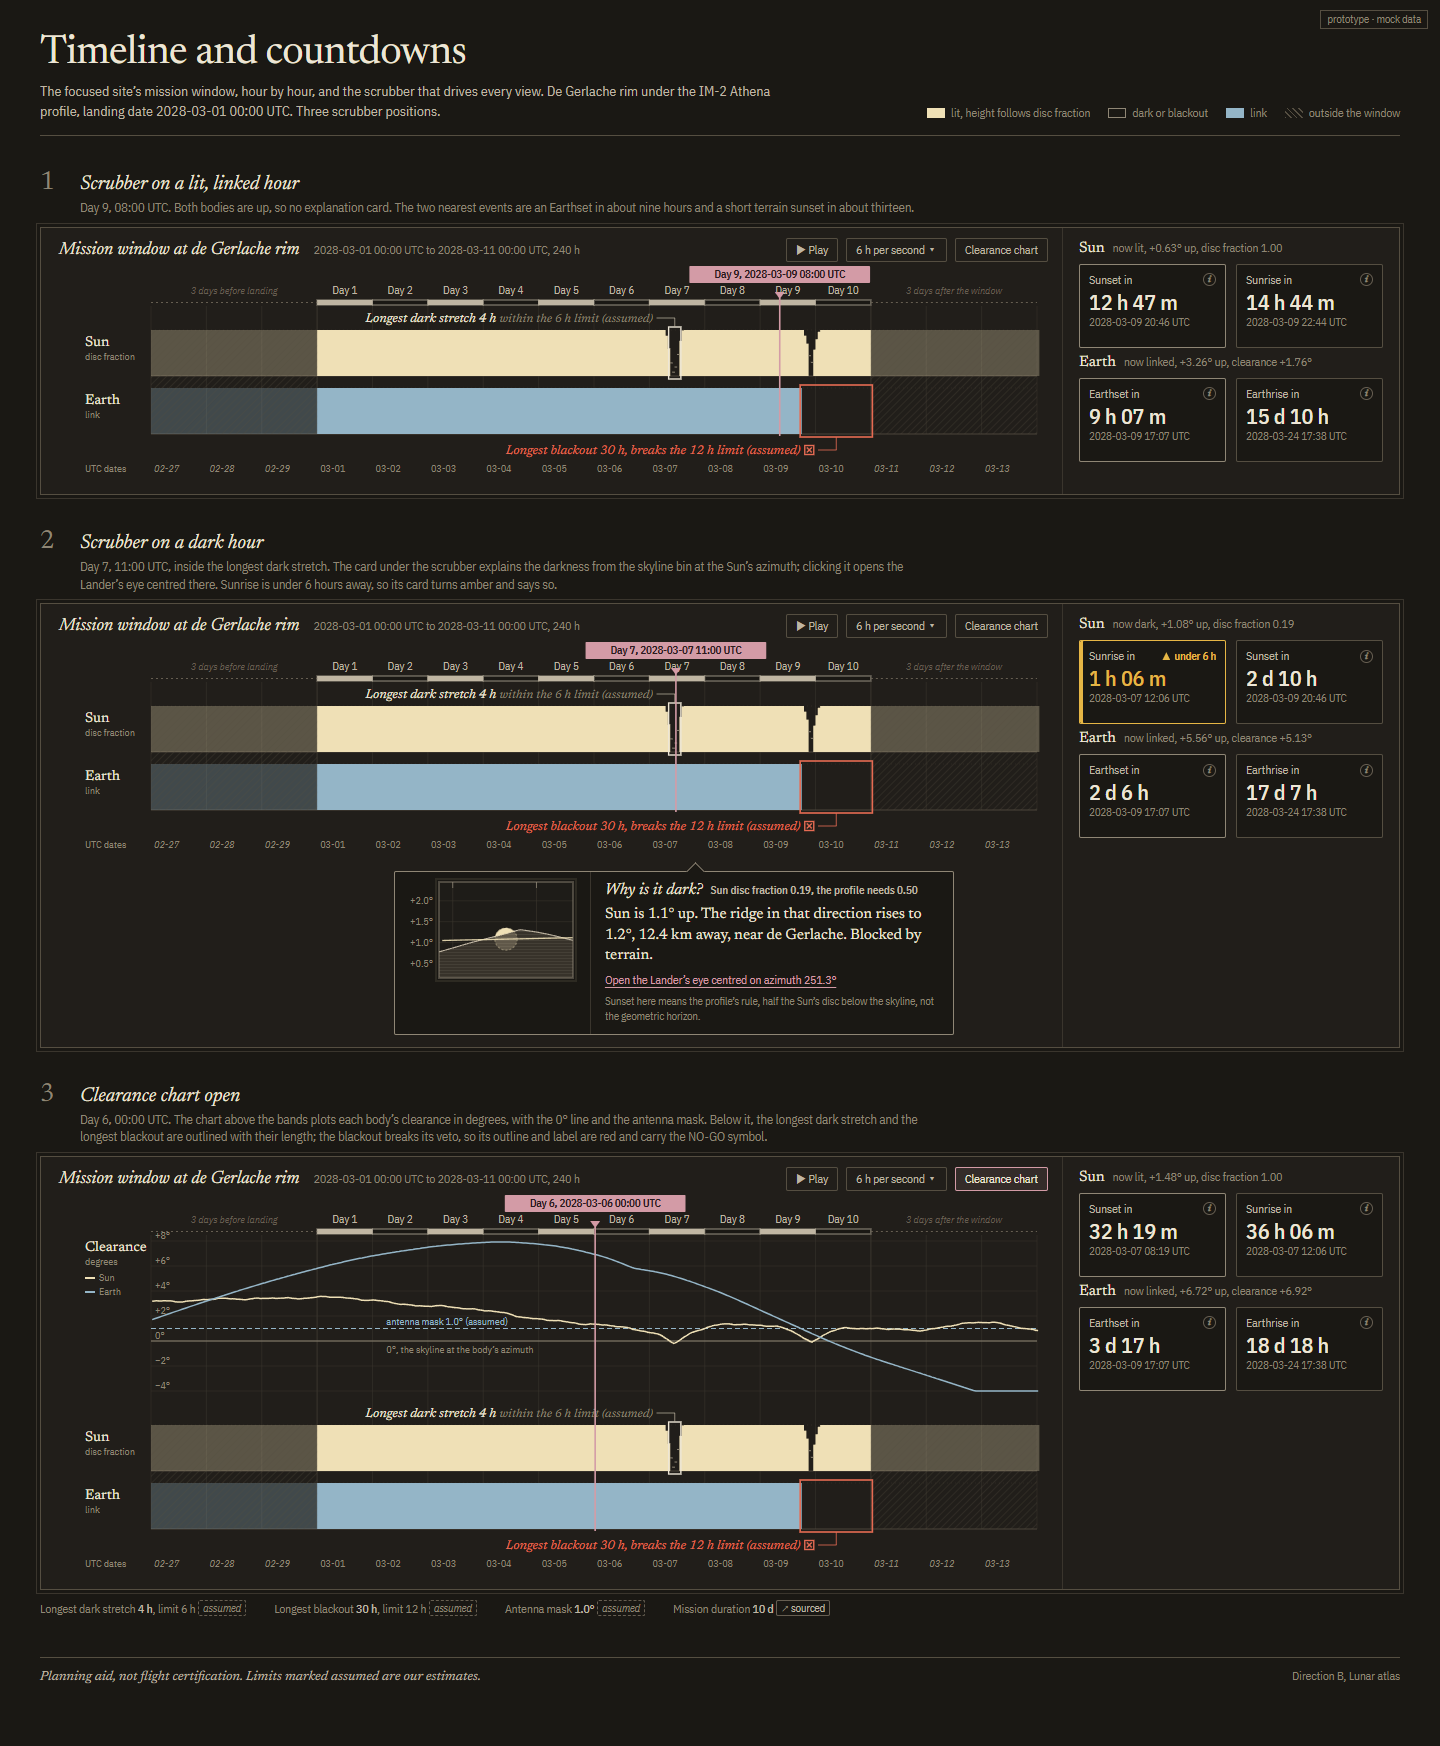 prototype · mock data
Timeline and countdowns
The focused site's mission window, hour by hour, and the scrubber that drives every view. De Gerlache rim under the IM-2 Athena
profile, landing date 2028-03-01 00:00 UTC. Three scrubber positions.
lit, height follows disc fraction
dark or blackout
link
outside the window
1
Scrubber on a lit, linked hour
Day 9, 08:00 UTC. Both bodies are up, so no explanation card. The two nearest events are an Earthset in about nine hours and a short terrain sunset in about thirteen.
Mission window at de Gerlache rim
2028-03-01 00:00 UTC to 2028-03-11 00:00 UTC, 240 h
▶ Play
6 h per second ▾
Clearance chart
Day 9, 2028-03-09 08:00 UTC
3 days before landing
Day 1
Day 2
Day 3
Day 4
Day 5
Day 6
Day 7
Day 8
Day 9
Day 10
3 days after the window
Longest dark stretch 4 h within the 6 h limit (assumed)
Sun
disc fraction
Earth
link
Longest blackout 30 h, breaks the 12 h limit (assumed)
UTC dates
02-27
02-28
02-29
03-01
03-02
03-03
03-04
03-05
03-06
03-07
03-08
03-09
03-10
03-11
03-12
03-13
Sun now lit, +0.63° up, disc fraction 1.00
Sunset in
12 h 47 m
2028-03-09 20:46 UTC
Sunrise in
14 h 44 m
2028-03-09 22:44 UTC
Earth now linked, +3.26° up, clearance +1.76°
Earthset in
9 h 07 m
2028-03-09 17:07 UTC
Earthrise in
15 d 10 h
2028-03-24 17:38 UTC
2
Scrubber on a dark hour
Day 7, 11:00 UTC, inside the longest dark stretch. The card under the scrubber explains the darkness from the skyline bin at the Sun's azimuth; clicking it opens the
Lander's eye centred there. Sunrise is under 6 hours away, so its card turns amber and says so.
Mission window at de Gerlache rim
2028-03-01 00:00 UTC to 2028-03-11 00:00 UTC, 240 h
▶ Play
6 h per second ▾
Clearance chart
Day 7, 2028-03-07 11:00 UTC
3 days before landing
Day 1
Day 2
Day 3
Day 4
Day 5
Day 6
Day 7
Day 8
Day 9
Day 10
3 days after the window
Longest dark stretch 4 h within the 6 h limit (assumed)
Sun
disc fraction
Earth
link
Longest blackout 30 h, breaks the 12 h limit (assumed)
UTC dates
02-27
02-28
02-29
03-01
03-02
03-03
03-04
03-05
03-06
03-07
03-08
03-09
03-10
03-11
03-12
03-13
+2.0°
+1.5°
+1.0°
+0.5°
Why is it dark? Sun disc fraction 0.19, the profile needs 0.50
Sun is 1.1° up. The ridge in that direction rises to
1.2°, 12.4 km away, near de Gerlache. Blocked by
terrain.
Open the Lander's eye centred on azimuth 251.3°
Sunset here means the profile's rule, half the Sun's disc below the skyline, not
the geometric horizon.
Sun now dark, +1.08° up, disc fraction 0.19
Sunrise in
▲ under 6 h
1 h 06 m
2028-03-07 12:06 UTC
Sunset in
2 d 10 h
2028-03-09 20:46 UTC
Earth now linked, +5.56° up, clearance +5.13°
Earthset in
2 d 6 h
2028-03-09 17:07 UTC
Earthrise in
17 d 7 h
2028-03-24 17:38 UTC
3
Clearance chart open
Day 6, 00:00 UTC. The chart above the bands plots each body's clearance in degrees, with the 0° line and the antenna mask. Below it, the longest dark stretch and the
longest blackout are outlined with their length; the blackout breaks its veto, so its outline and label are red and carry the NO-GO symbol.
Mission window at de Gerlache rim
2028-03-01 00:00 UTC to 2028-03-11 00:00 UTC, 240 h
▶ Play
6 h per second ▾
Clearance chart
Day 6, 2028-03-06 00:00 UTC
3 days before landing
Day 1
Day 2
Day 3
Day 4
Day 5
Day 6
Day 7
Day 8
Day 9
Day 10
3 days after the window
Clearance
degrees
Sun
Earth
+8°
+6°
+4°
+2°
0°
−2°
−4°
antenna mask 1.0° (assumed)
0°, the skyline at the body's azimuth
Longest dark stretch 4 h within the 6 h limit (assumed)
Sun
disc fraction
Earth
link
Longest blackout 30 h, breaks the 12 h limit (assumed)
UTC dates
02-27
02-28
02-29
03-01
03-02
03-03
03-04
03-05
03-06
03-07
03-08
03-09
03-10
03-11
03-12
03-13
Sun now lit, +1.48° up, disc fraction 1.00
Sunset in
32 h 19 m
2028-03-07 08:19 UTC
Sunrise in
36 h 06 m
2028-03-07 12:06 UTC
Earth now linked, +6.72° up, clearance +6.92°
Earthset in
3 d 17 h
2028-03-09 17:07 UTC
Earthrise in
18 d 18 h
2028-03-24 17:38 UTC
Longest dark stretch 4 h, limit 6 h assumed
Longest blackout 30 h, limit 12 h assumed
Antenna mask 1.0° assumed
Mission duration 10 d ↗ sourced
Planning aid, not flight certification. Limits marked assumed are our estimates.
Direction B, Lunar atlas